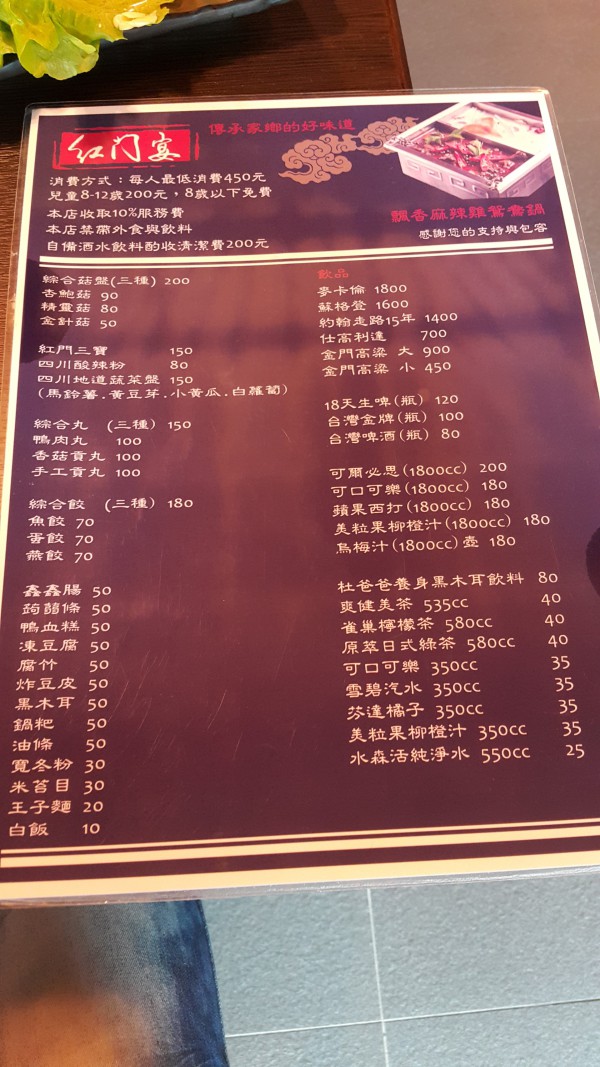 紅门宴
傳承家鄉的好味道
消費方式：每人最低消費450元
兒童8-12歲200元，8歲以下免費
本店收取10%服務費
本店禁帶外食與飲料
自備酒水飲料酌收清潔費200元
飄香麻辣雞鴛鴦鍋
感謝您的支持與包容
綜合菇盤(三種) 200
杏鮑菇 90
精靈菇 80
金針菇 50
紅門三寶 150
四川酸辣粉 80
四川地道蔬菜盤 150
(馬鈴薯.黃豆芽.小黃瓜.白蘿蔔)
綜合丸 (三種) 150
鴨肉丸 100
香菇貢丸 100
手工貢丸 100
綜合餃 (三種) 180
魚餃 70
蛋餃 70
燕餃 70
鑫鑫腸 50
蒟蒻條 50
鴨血糕 50
凍豆腐 50
腐竹 50
炸豆皮 50
黑木耳 50
鍋粑 50
油條 50
寬冬粉 30
米苔目 30
王子麵 20
白飯 10
飲品
麥卡倫 1800
蘇格登 1600
約翰走路15年 1400
仕高利達 700
金門高粱 大 900
金門高粱 小 450
18天生啤(瓶) 120
台灣金牌(瓶) 100
台灣啤酒(瓶) 80
可爾必思(1800cc) 200
可口可樂(1800cc) 180
蘋果西打(1800cc) 180
美粒果柳橙汁(1800cc) 180
烏梅汁(1800cc)壺 180
杜爸爸養身黑木耳飲料 80
爽健美茶 535cc 40
雀巢檸檬茶 580cc 40
原萃日式綠茶 580cc 40
可口可樂 350cc 35
雪碧汽水 350cc 35
芬達橘子 350cc 35
美粒果柳橙汁 350cc 35
水森活純淨水 550cc 25